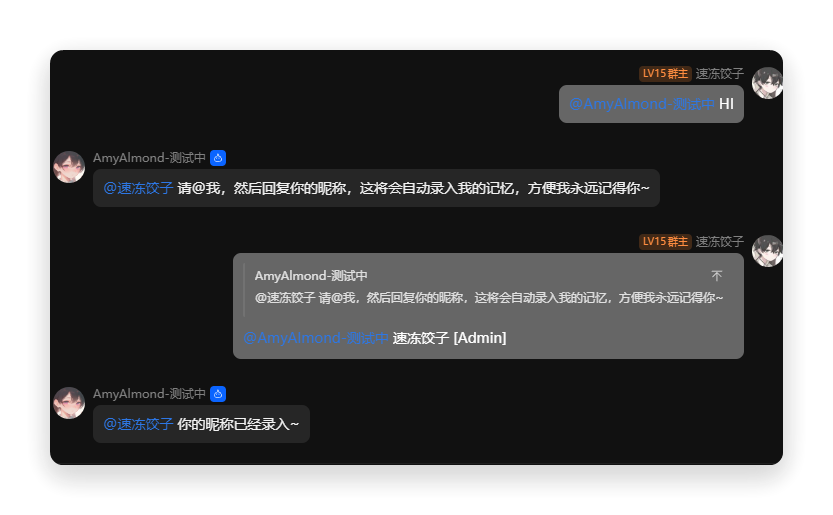 LV15 群主 速冻饺子
@AmyAlmond-测试中 HI
AmyAlmond-测试中
@速冻饺子 请@我，然后回复你的昵称，这将会自动录入我的记忆，方便我永远记得你~
LV15 群主 速冻饺子
AmyAlmond-测试中
@速冻饺子 请@我，然后回复你的昵称，这将会自动录入我的记忆，方便我永远记得你~
@AmyAlmond-测试中 速冻饺子 [Admin]
AmyAlmond-测试中
@速冻饺子 你的昵称已经录入~